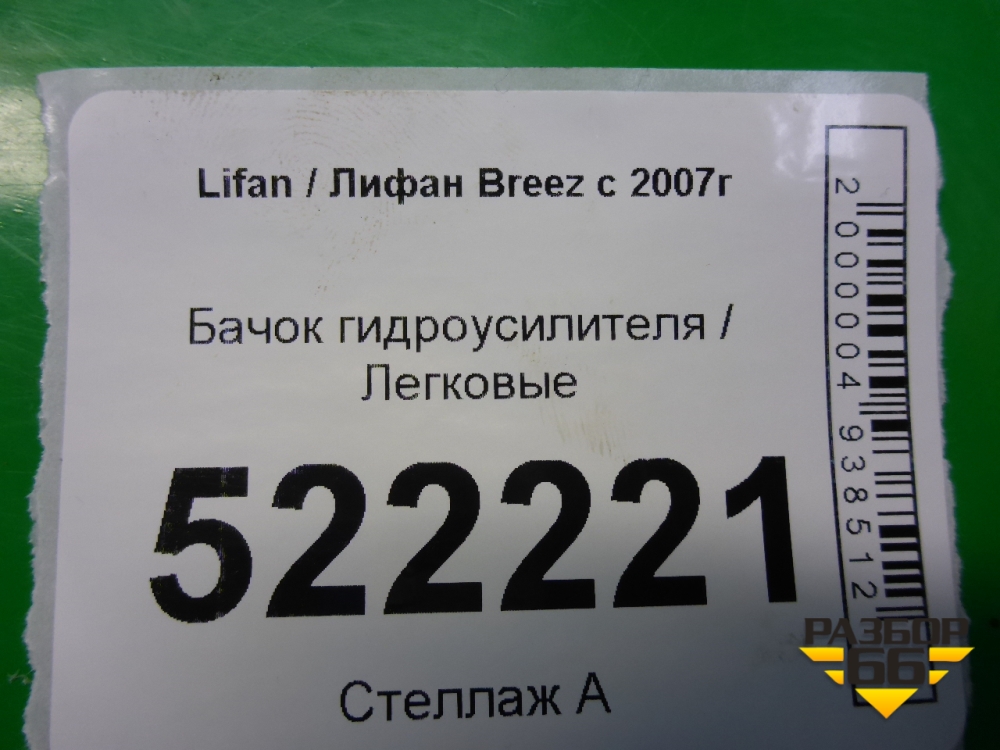 Lifan / Лифан Breez с 2007г
Бачок гидроусилителя /
Легковые
522221
Стеллаж А
2000004938512
РАЗБОР
66